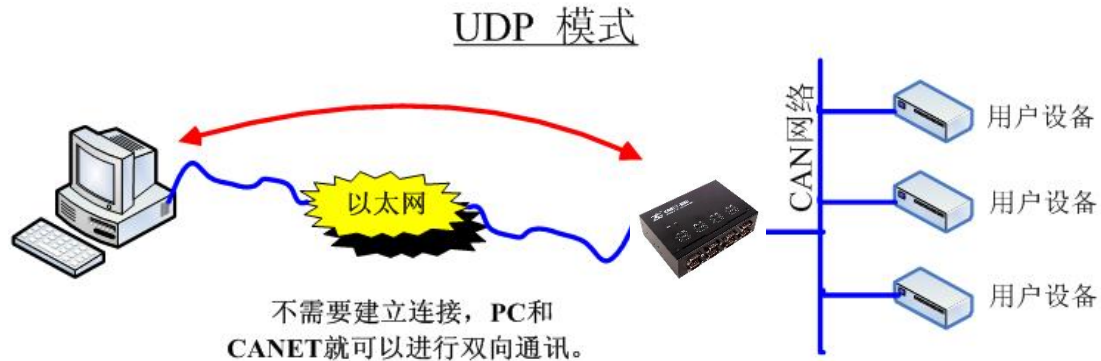 UDP 模式
CAN网络
用户设备
以太网
用户设备
用户设备
不需要建立连接，PC和
CANET就可以进行双向通讯。